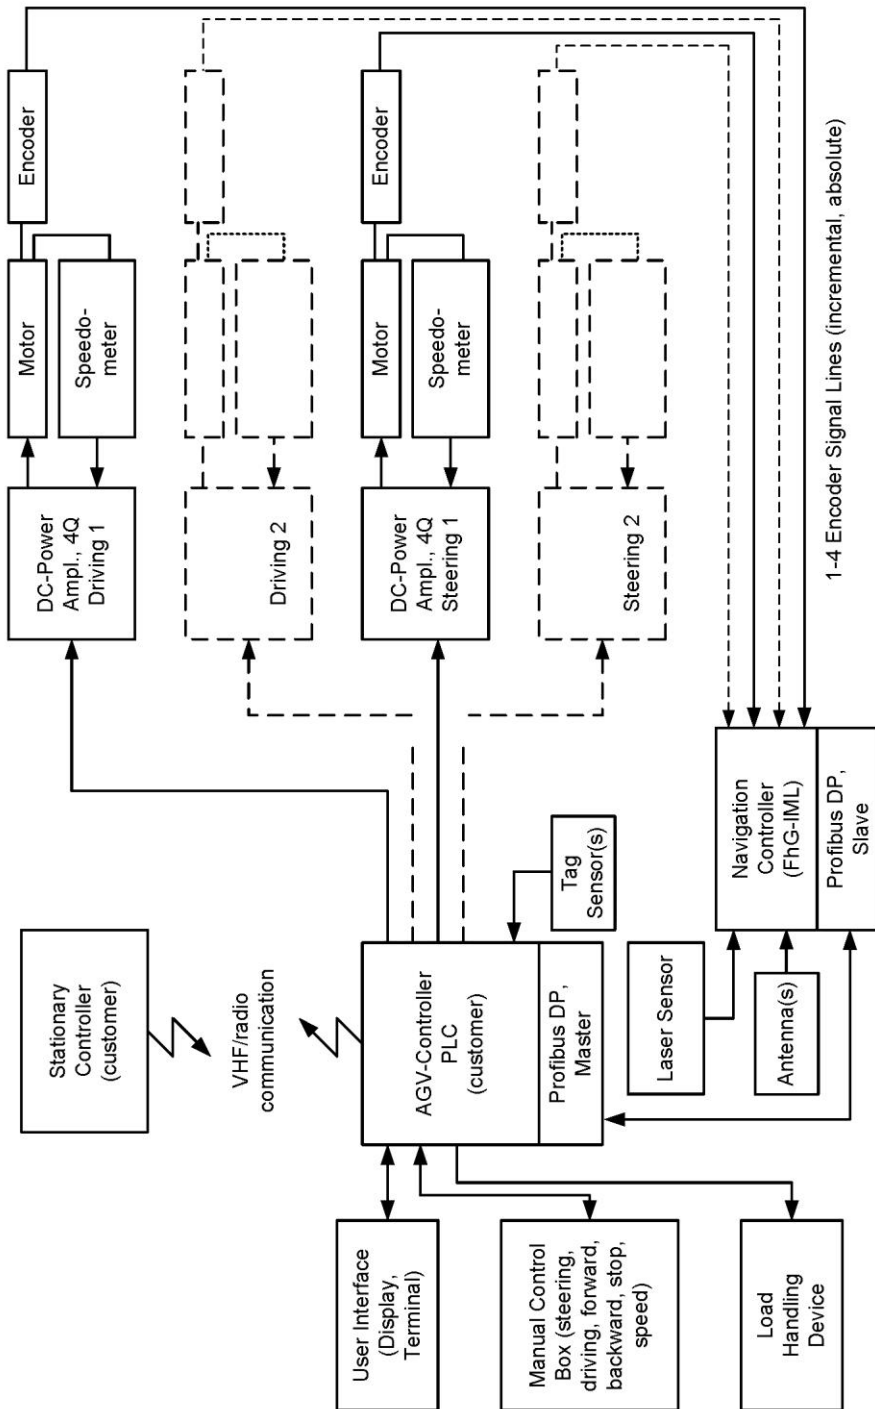 Stationary
Controller
(customer)
VHF/radio
communication
User Interface
(Display,
Terminal)
Manual Control
Box (steering,
driving, forward,
backward, stop,
speed)
Load
Handling
Device
AGV-Controller
PLC
(customer)
Profibus DP,
Master
Tag
Sensor(s)
Laser Sensor
Antenna(s)
Navigation
Controller
(FhG-IML)
Profibus DP,
Slave
DC-Power
Ampl., 4Q
Driving 1
Motor
Speedo-
meter
Encoder
Driving 2
DC-Power
Ampl., 4Q
Steering 1
Motor
Speedo-
meter
Encoder
Steering 2
1-4 Encoder Signal Lines (incremental, absolute)